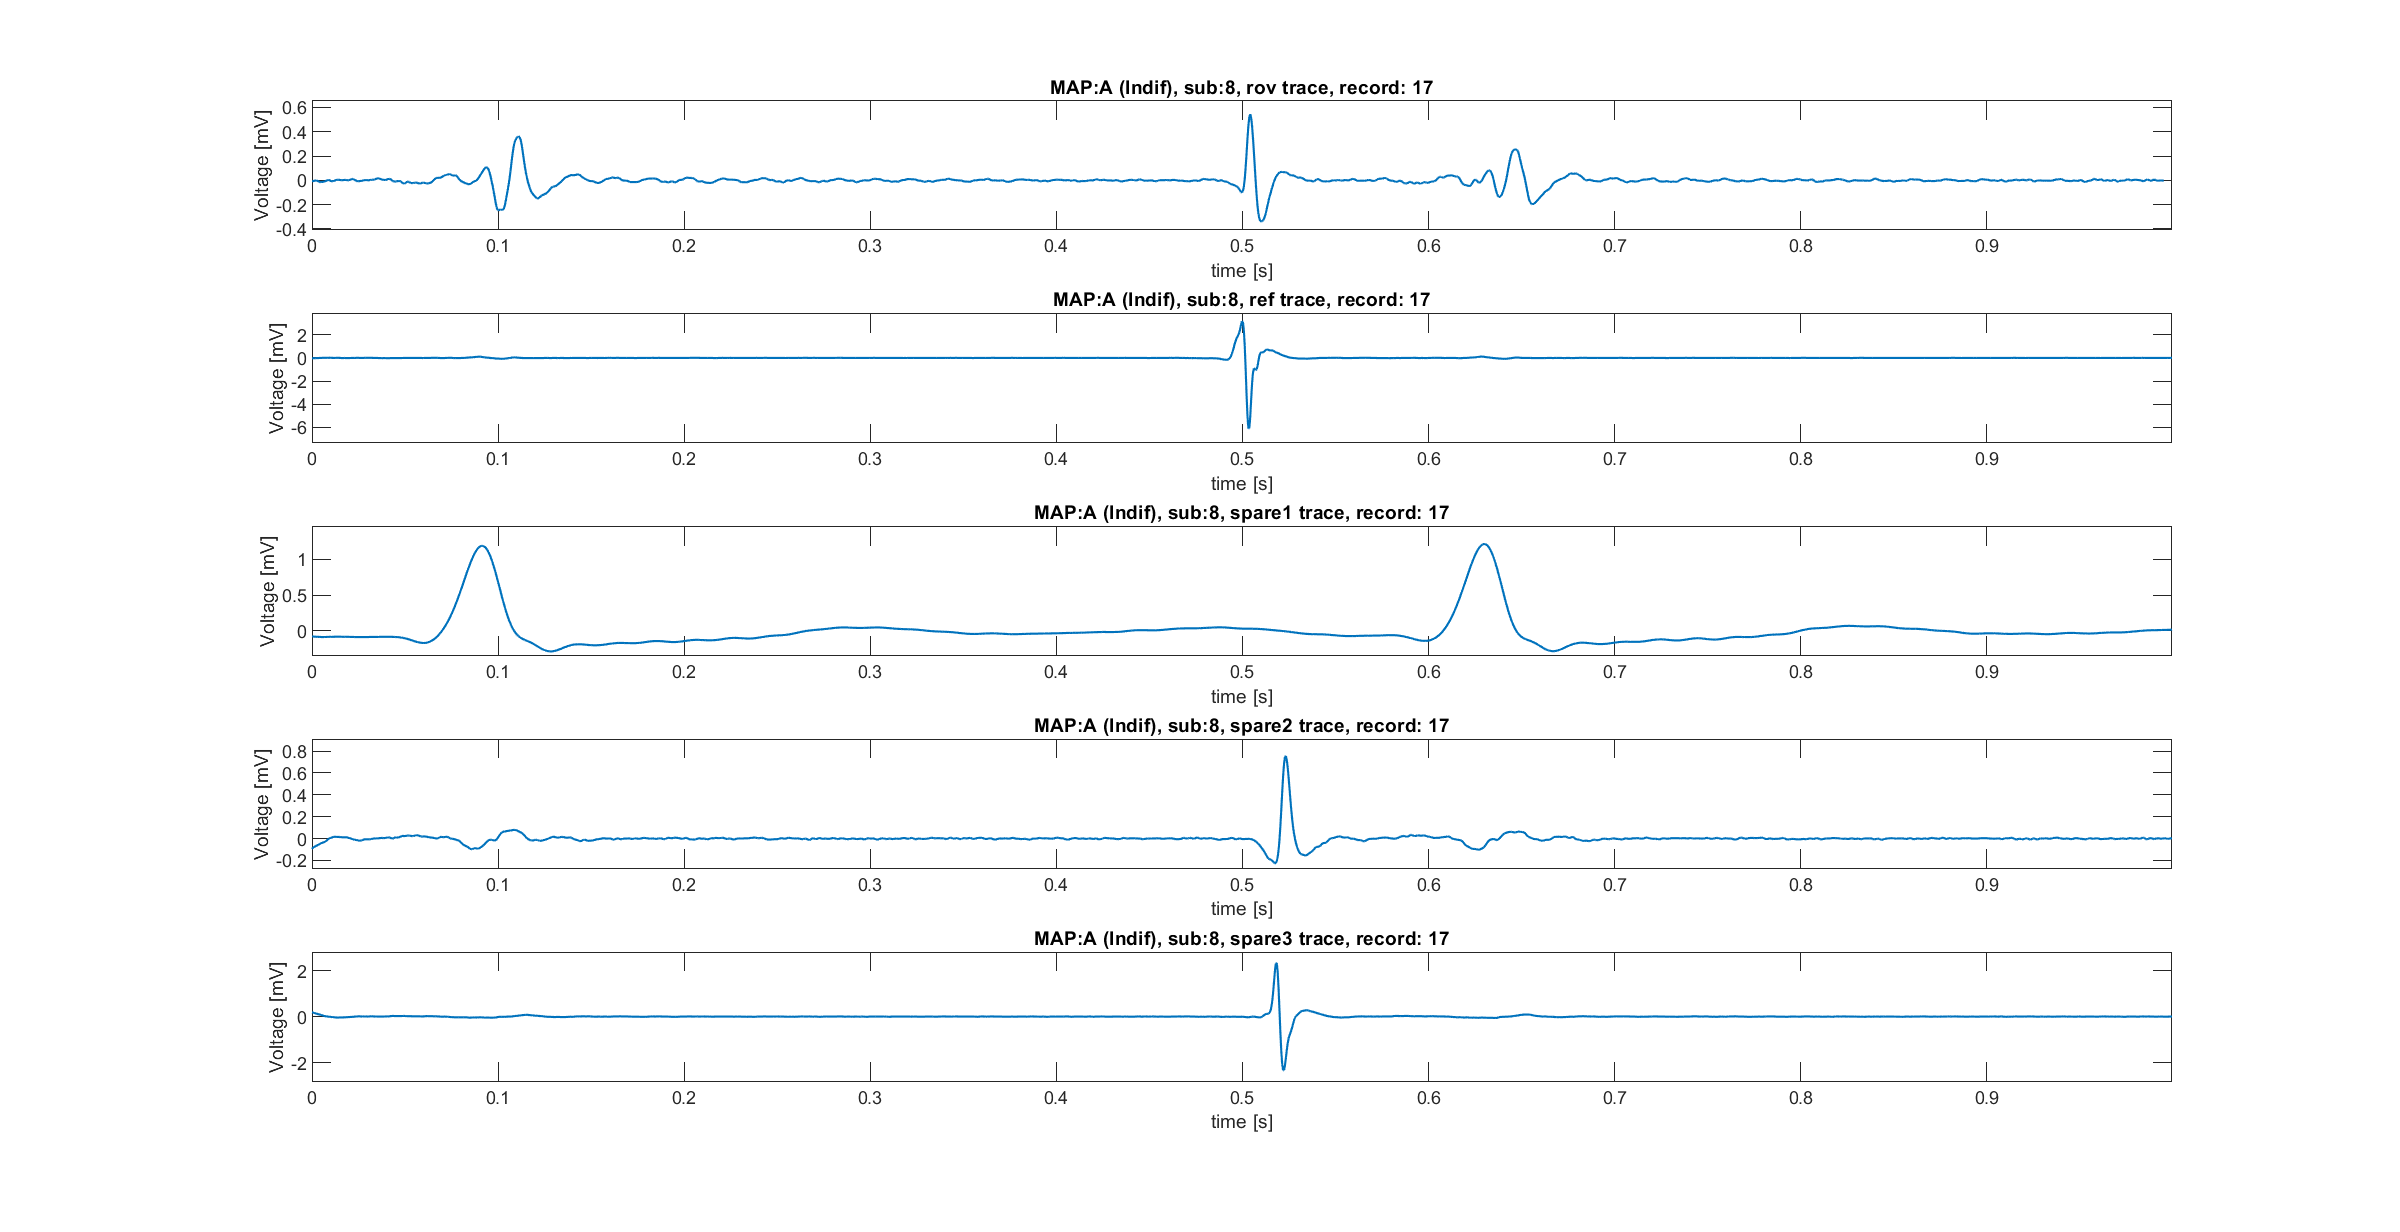 MAP:A (Indif), sub:8, rov trace, record: 17
Voltage [mV]
0.6
0.4
0.2
0
-0.2
-0.4
0 0.1 0.2 0.3 0.4 0.5 0.6 0.7 0.8 0.9
time [s]
MAP:A (Indif), sub:8, ref trace, record: 17
Voltage [mV]
2
0
-2
-4
-6
0 0.1 0.2 0.3 0.4 0.5 0.6 0.7 0.8 0.9
time [s]
MAP:A (Indif), sub:8, spare1 trace, record: 17
Voltage [mV]
1
0.5
0
0 0.1 0.2 0.3 0.4 0.5 0.6 0.7 0.8 0.9
time [s]
MAP:A (Indif), sub:8, spare2 trace, record: 17
Voltage [mV]
0.8
0.6
0.4
0.2
0
-0.2
0 0.1 0.2 0.3 0.4 0.5 0.6 0.7 0.8 0.9
time [s]
MAP:A (Indif), sub:8, spare3 trace, record: 17
Voltage [mV]
2
0
-2
0 0.1 0.2 0.3 0.4 0.5 0.6 0.7 0.8 0.9
time [s]